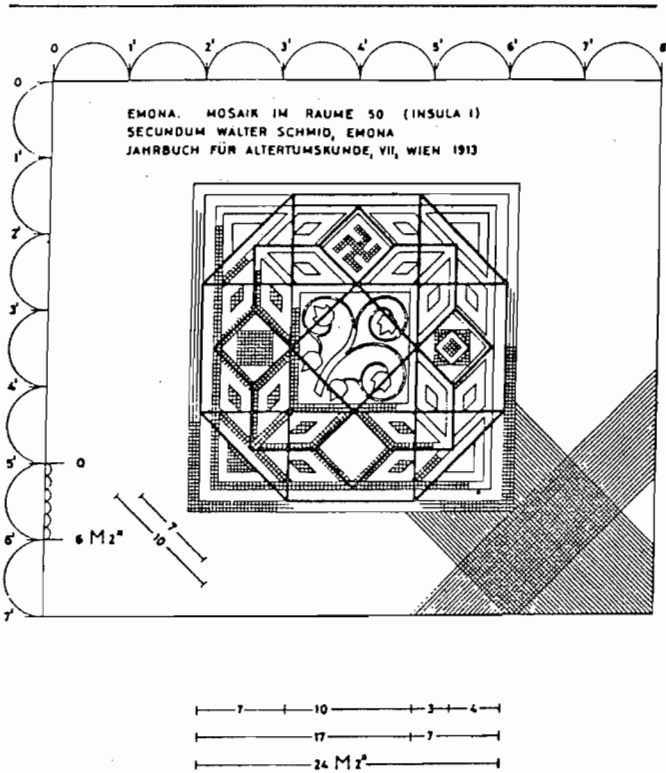 0 1' 2' 3' 4' 5' 6' 7' 8
0
1'
2'
3'
4'
5'
6'
7'
EMONA. MOSAIK IM RAUME 50 (INSULA I)
SECUNDUM WALTER SCHMID, EMONA
JAHRBUCH FÜR ALTERTUMSKUNDE, VII, WIEN 1913
0
6 M 2"
7
10
7 10 3 4
17 7
24 M 2"